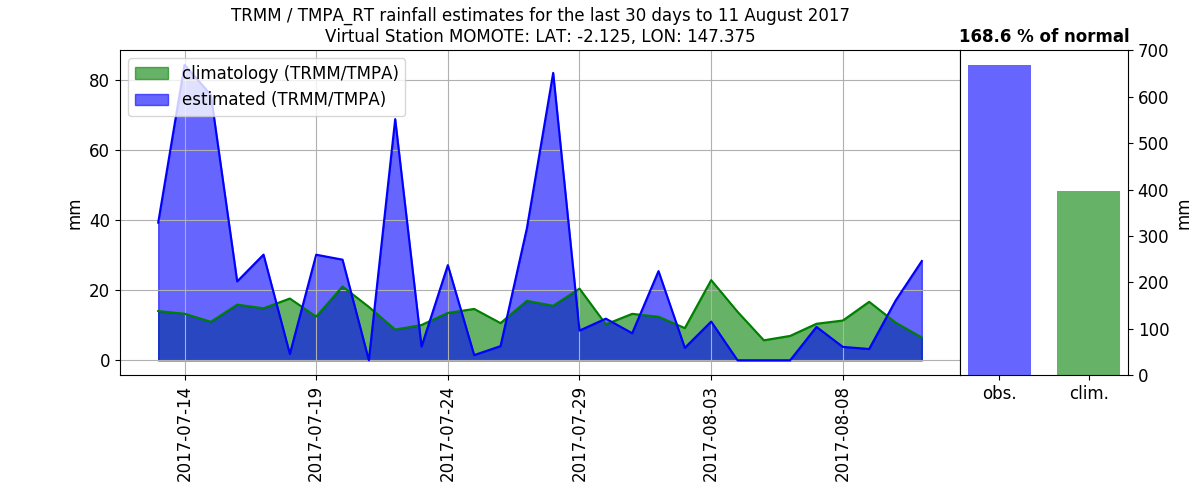 TRMM / TMPA_RT rainfall estimates for the last 30 days to 11 August 2017
Virtual Station MOMOTE: LAT: -2.125, LON: 147.375
168.6 % of normal
climatology (TRMM/TMPA)
estimated (TRMM/TMPA)
mm
80
60
40
20
0
2017-07-14
2017-07-19
2017-07-24
2017-07-29
2017-08-03
2017-08-08
700
600
500
400
300
200
100
0
mm
obs.
clim.